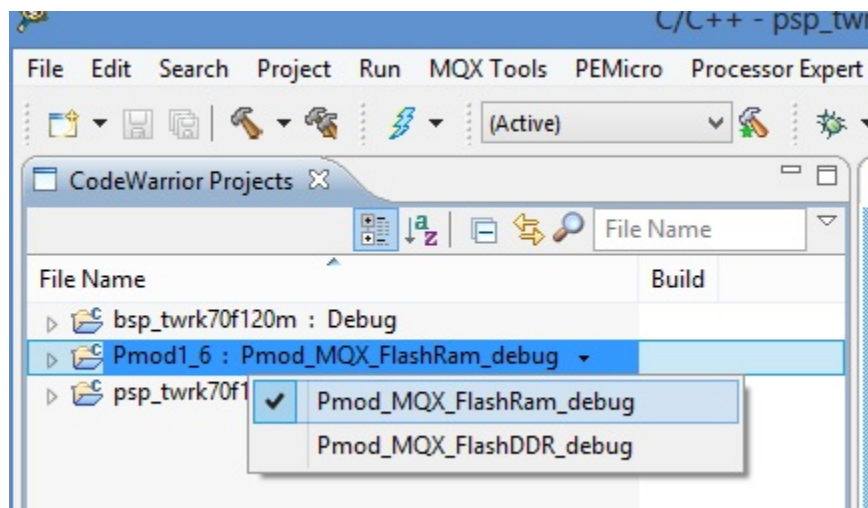 C/C++ - psp_tw
File Edit Search Project Run MQX Tools PEMicro Processor Expert
(Active)
CodeWarrior Projects
File Name
File Name Build
bsp_twrk70f120m : Debug
Pmod1_6 : Pmod_MQX_FlashRam_debug
psp_twrk70f1
Pmod_MQX_FlashRam_debug
Pmod_MQX_FlashDDR_debug